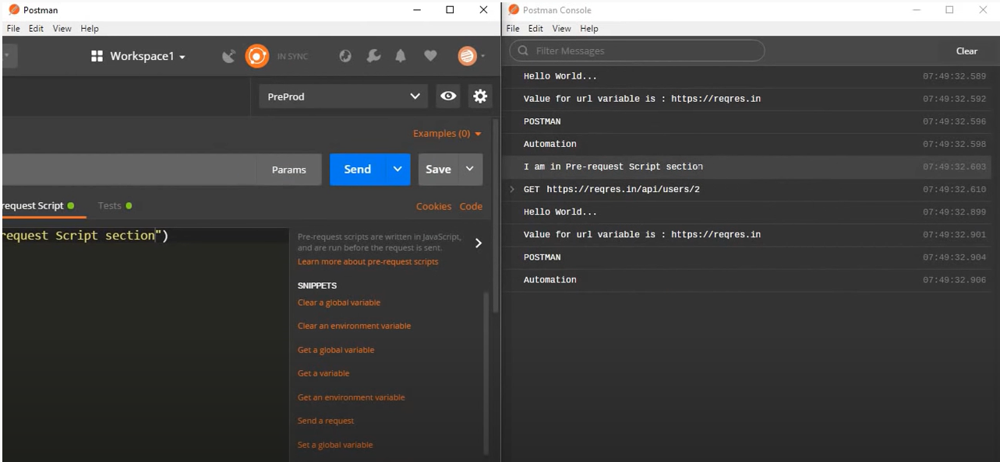 Postman
File Edit View Help
Workspace1
IN SYNC
PreProd
Examples (0)
Params
Send
Save
request Script
Tests
Cookies Code
request Script section")
Pre-request scripts are written in JavaScript,
and are run before the request is sent.
Learn more about pre-request scripts
SNIPPETS
Clear a global variable
Clear an environment variable
Get a global variable
Get a variable
Get an environment variable
Send a request
Set a global variable
Postman Console
File Edit View Help
Filter Messages
Clear
Hello World... 07:49:32.589
Value for url variable is : https://reqres.in 07:49:32.592
POSTMAN 07:49:32.596
Automation 07:49:32.598
I am in Pre-request Script section 07:49:32.603
GET https://reqres.in/api/users/2 07:49:32.610
Hello World... 07:49:32.899
Value for url variable is : https://reqres.in 07:49:32.901
POSTMAN 07:49:32.904
Automation 07:49:32.906